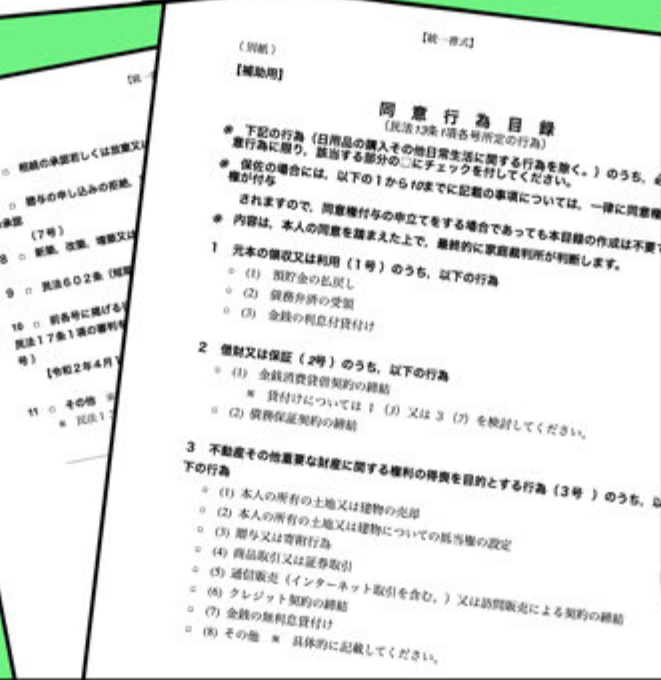 【統一書式】
（別紙）
【補助用】
同意行為目録
（民法13条1項各号所定の行為）
※ 下記の行為（日用品の購入その他日常生活に関する行為を除く。）のうち、必
意行為に限り、該当する部分の□にチェックを付してください。
※ 保佐の場合には、以下の1から10までに記載の事項については、一律に同意権
権が付与
されますので、同意権付与の申立てをする場合であっても本目録の作成は不要で
※ 内容は、本人の同意を踏まえた上で、最終的に家庭裁判所が判断します。
1 元本の領収又は利用（1号）のうち、以下の行為
□ (1) 預貯金の払戻し
□ (2) 債務弁済の受領
□ (3) 金銭の利息付貸付け
2 借財又は保証（2号）のうち、以下の行為
□ (1) 金銭消費貸借契約の締結
※ 貸付けについては 1 (3) 又は 3 (7) を検討してください。
□ (2) 債務保証契約の締結
3 不動産その他重要な財産に関する権利の得喪を目的とする行為（3号 ）のうち、以
下の行為
□ (1) 本人の所有の土地又は建物の売却
□ (2) 本人の所有の土地又は建物についての抵当権の設定
□ (3) 贈与又は寄附行為
□ (4) 商品取引又は証券取引
□ (5) 通信販売（インターネット取引を含む。）又は訪問販売による契約の締結
□ (6) クレジット契約の締結
□ (7) 金銭の無利息貸付け
□ (8) その他 ※ 具体的に記載してください。
【統一
□ 相続の承認若しくは放棄又
□ 贈与の申し込みの拒絶、
承認
（7号）
8 □ 新築、改築、増築又は
9 □ 民法602条（短期
10 □ 前各号に掲げる
民法17条1項の審判を
号）
【令和2年4月1
11 □ その他 ※
※ 民法1